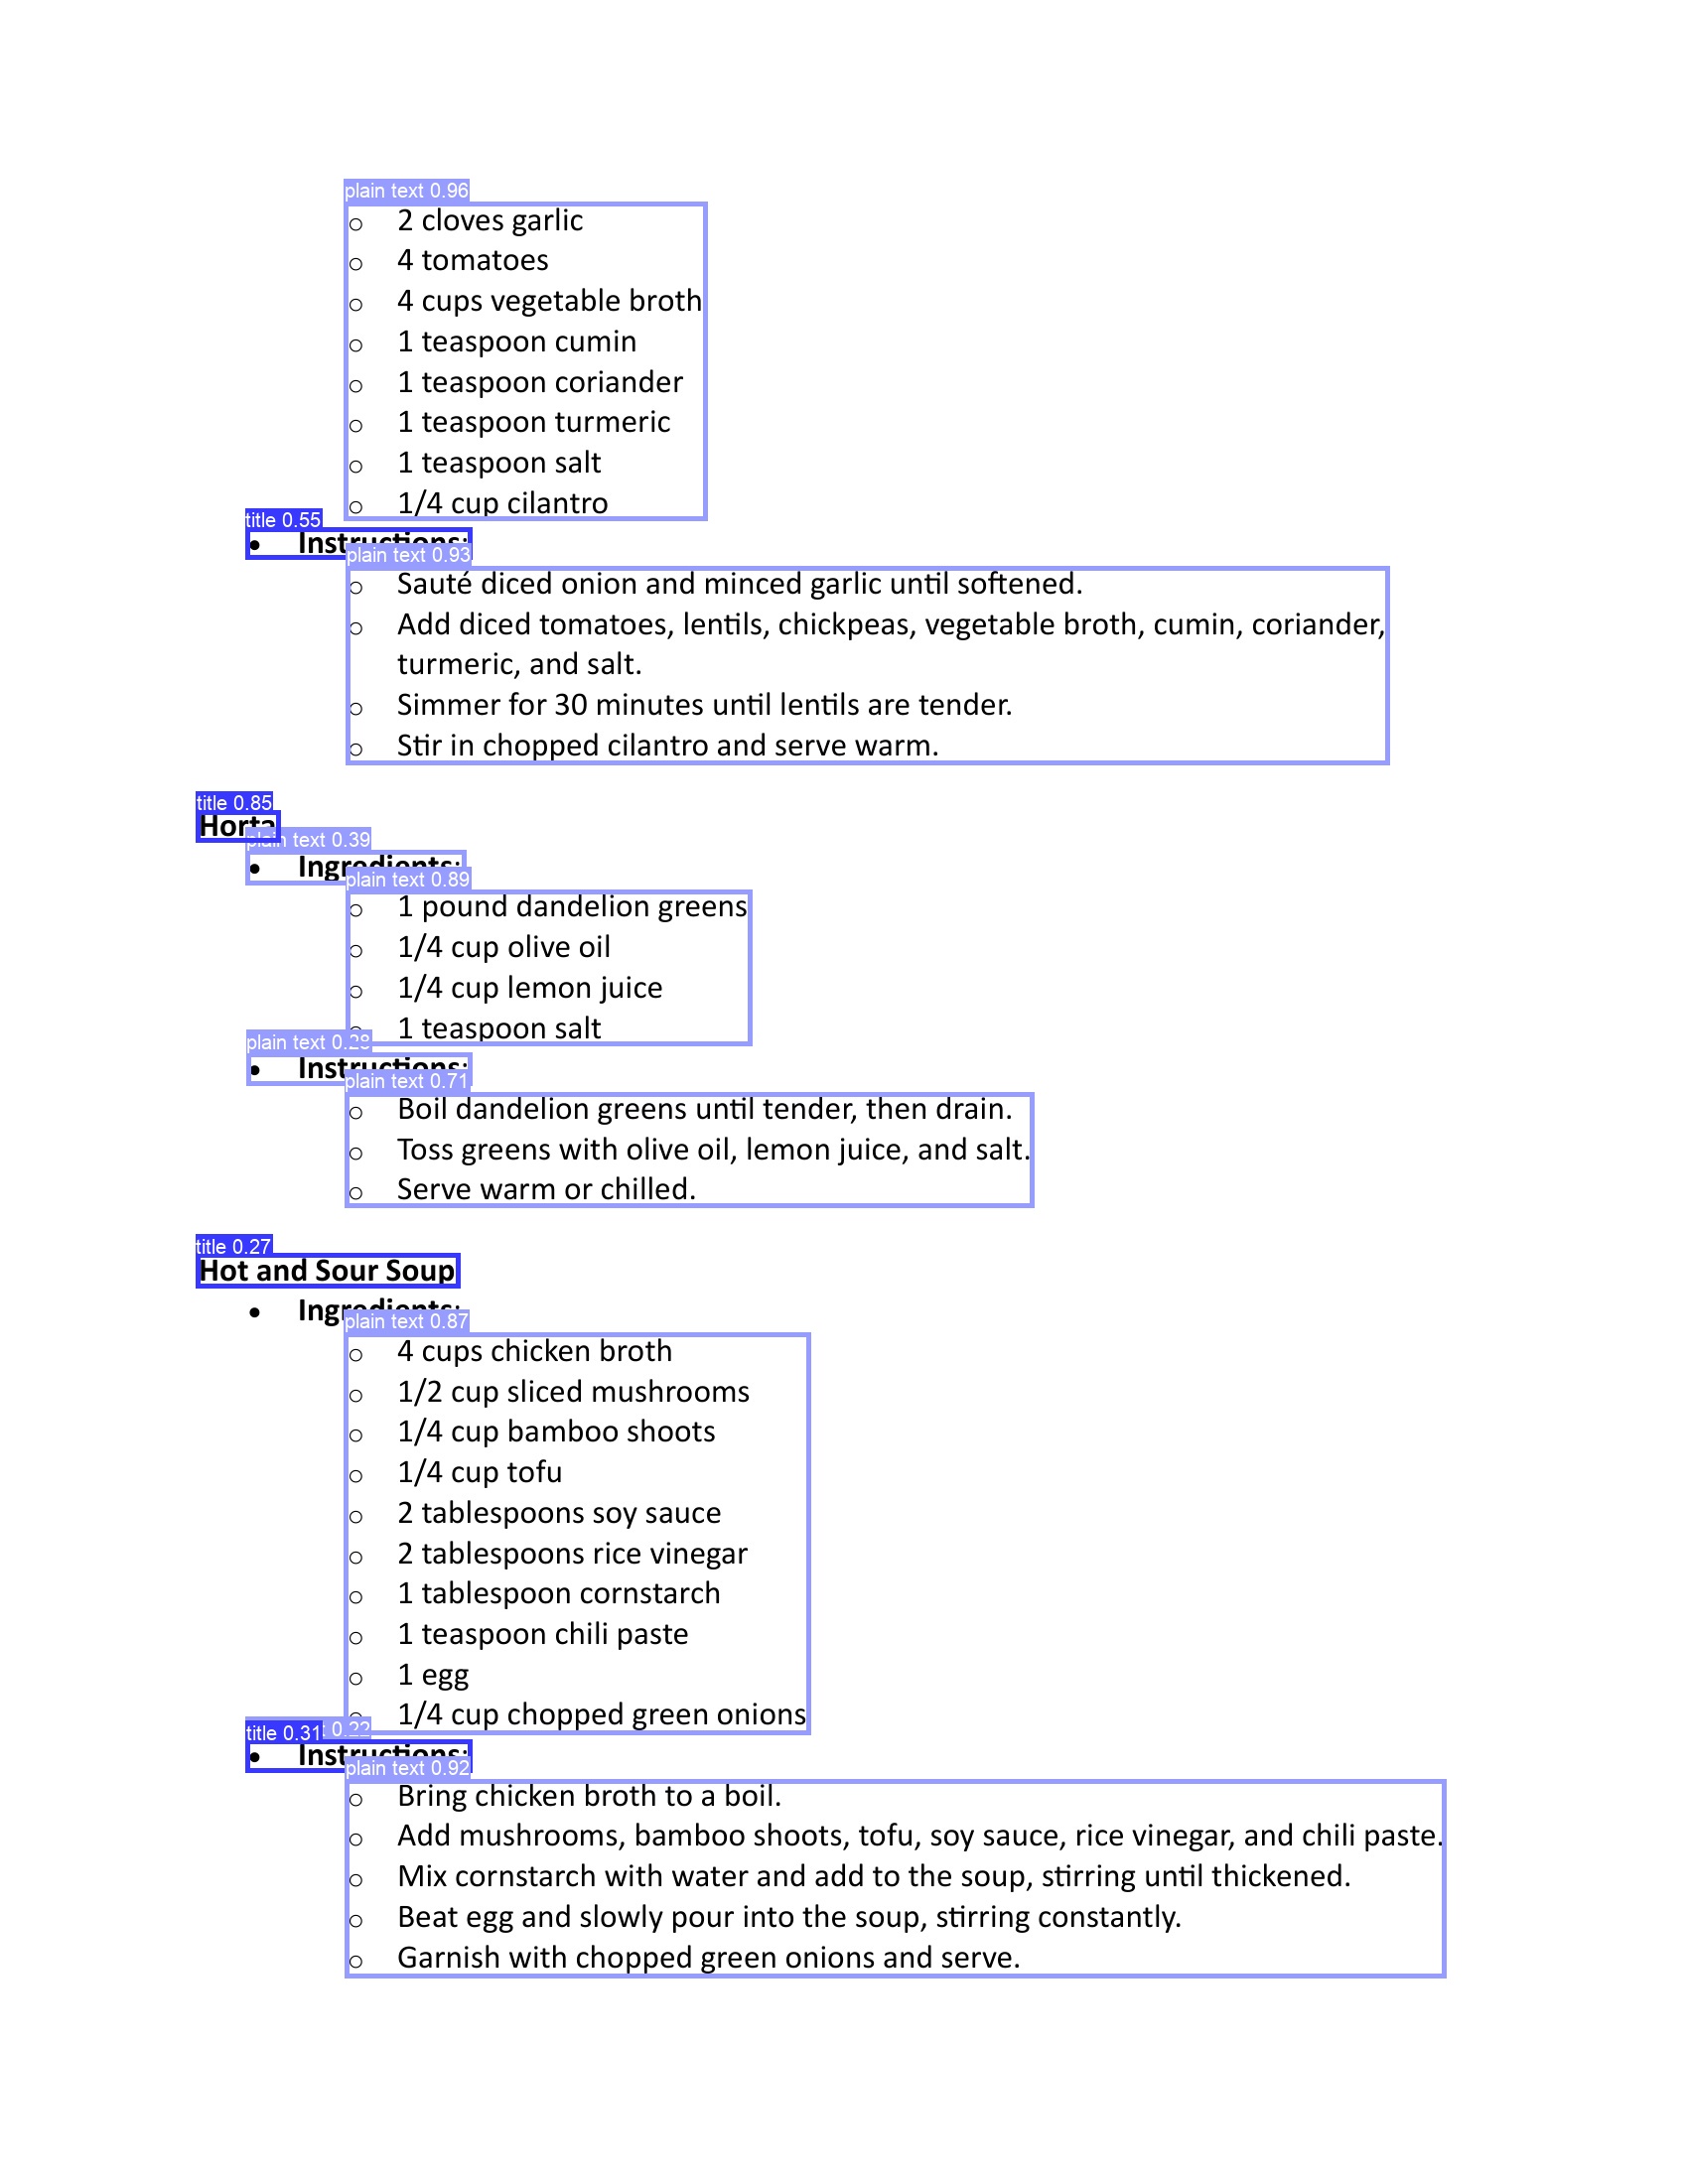 plain text 0.96
○ 2 cloves garlic
○ 4 tomatoes
○ 4 cups vegetable broth
○ 1 teaspoon cumin
○ 1 teaspoon coriander
○ 1 teaspoon turmeric
○ 1 teaspoon salt
○ 1/4 cup cilantro
title 0.55
• Instructions:
plain text 0.93
○ Sauté diced onion and minced garlic until softened.
○ Add diced tomatoes, lentils, chickpeas, vegetable broth, cumin, coriander,
turmeric, and salt.
○ Simmer for 30 minutes until lentils are tender.
○ Stir in chopped cilantro and serve warm.
title 0.85
Horta
plain text 0.39
• Ingredients:
plain text 0.89
○ 1 pound dandelion greens
○ 1/4 cup olive oil
○ 1/4 cup lemon juice
○ 1 teaspoon salt
plain text 0.28
• Instructions:
plain text 0.71
○ Boil dandelion greens until tender, then drain.
○ Toss greens with olive oil, lemon juice, and salt.
○ Serve warm or chilled.
title 0.27
Hot and Sour Soup
• Ingredients:
plain text 0.87
○ 4 cups chicken broth
○ 1/2 cup sliced mushrooms
○ 1/4 cup bamboo shoots
○ 1/4 cup tofu
○ 2 tablespoons soy sauce
○ 2 tablespoons rice vinegar
○ 1 tablespoon cornstarch
○ 1 teaspoon chili paste
○ 1 egg
○ 1/4 cup chopped green onions
title 0.31 0.22
• Instructions:
plain text 0.92
○ Bring chicken broth to a boil.
○ Add mushrooms, bamboo shoots, tofu, soy sauce, rice vinegar, and chili paste.
○ Mix cornstarch with water and add to the soup, stirring until thickened.
○ Beat egg and slowly pour into the soup, stirring constantly.
○ Garnish with chopped green onions and serve.